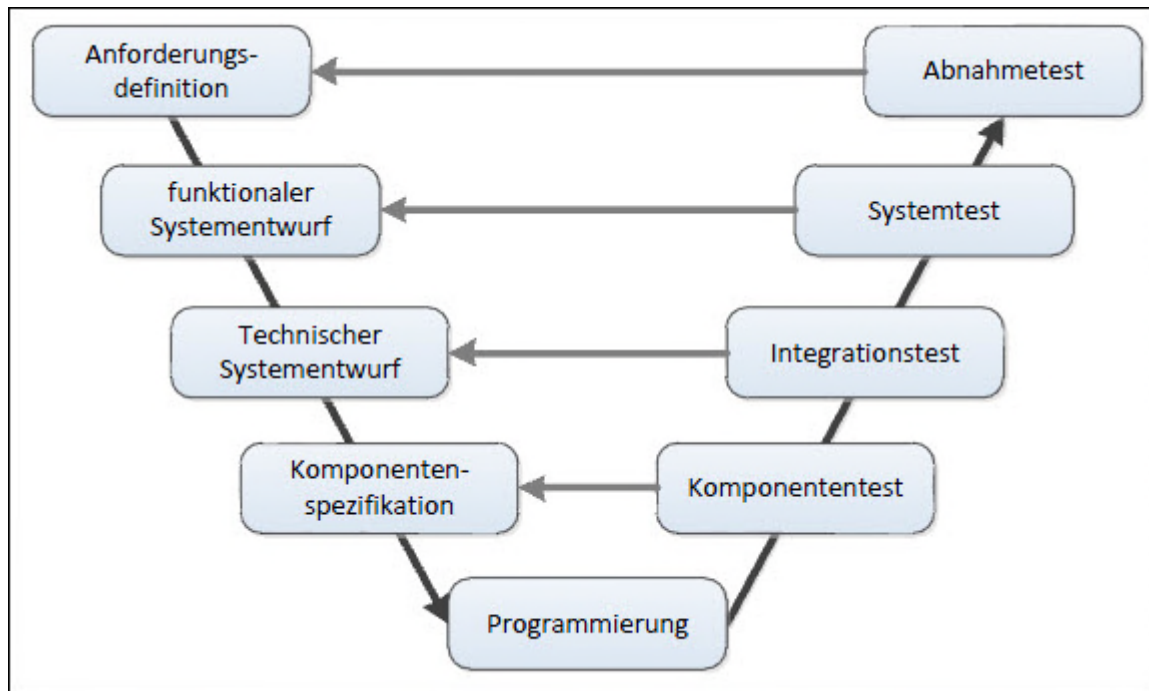 Anforderungs-
definition
Abnahmetest
funktionaler
Systementwurf
Systemtest
Technischer
Systementwurf
Integrationstest
Komponenten-
spezifikation
Komponententest
Programmierung